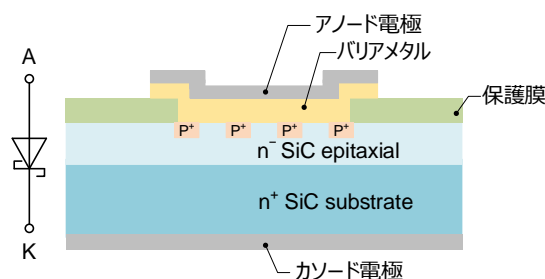 アノード電極
バリアメタル
保護膜
A
P⁺ P⁺ P⁺ P⁺
n⁻ SiC epitaxial
n⁺ SiC substrate
K
カソード電極